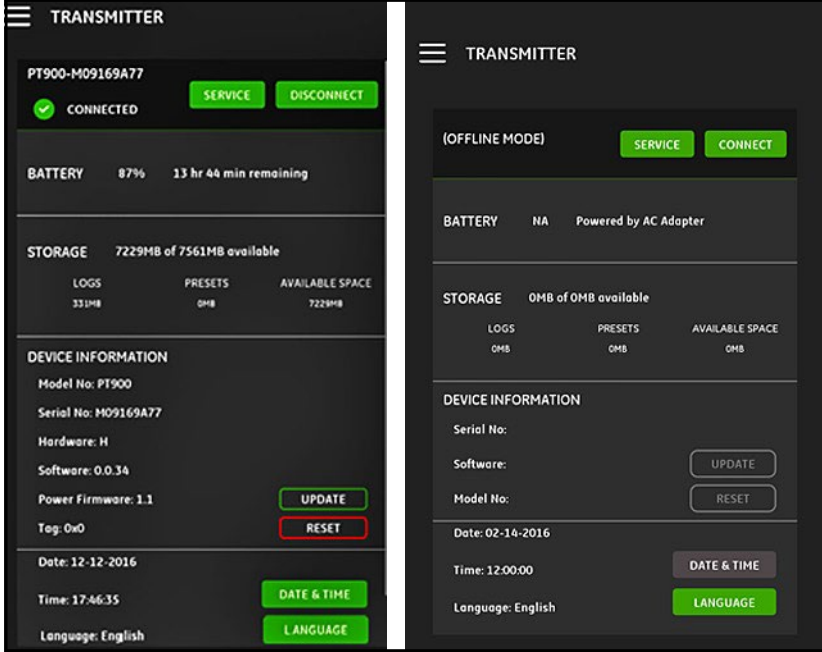 TRANSMITTER
PT900-M09169A77
CONNECTED
SERVICE
DISCONNECT
BATTERY 87% 13 hr 44 min remaining
STORAGE 7229MB of 7561MB available
LOGS PRESETS AVAILABLE SPACE
331MB 0MB 7229MB
DEVICE INFORMATION
Model No: PT900
Serial No: M09169A77
Hardware: H
Software: 0.0.34
Power Firmware: 1.1 UPDATE
Tag: 0x0 RESET
Date: 12-12-2016
Time: 17:46:35 DATE & TIME
Language: English LANGUAGE
TRANSMITTER
(OFFLINE MODE) SERVICE CONNECT
BATTERY NA Powered by AC Adapter
STORAGE 0MB of 0MB available
LOGS PRESETS AVAILABLE SPACE
0MB 0MB 0MB
DEVICE INFORMATION
Serial No:
Software: UPDATE
Model No: RESET
Date: 02-14-2016
Time: 12:00:00 DATE & TIME
Language: English LANGUAGE